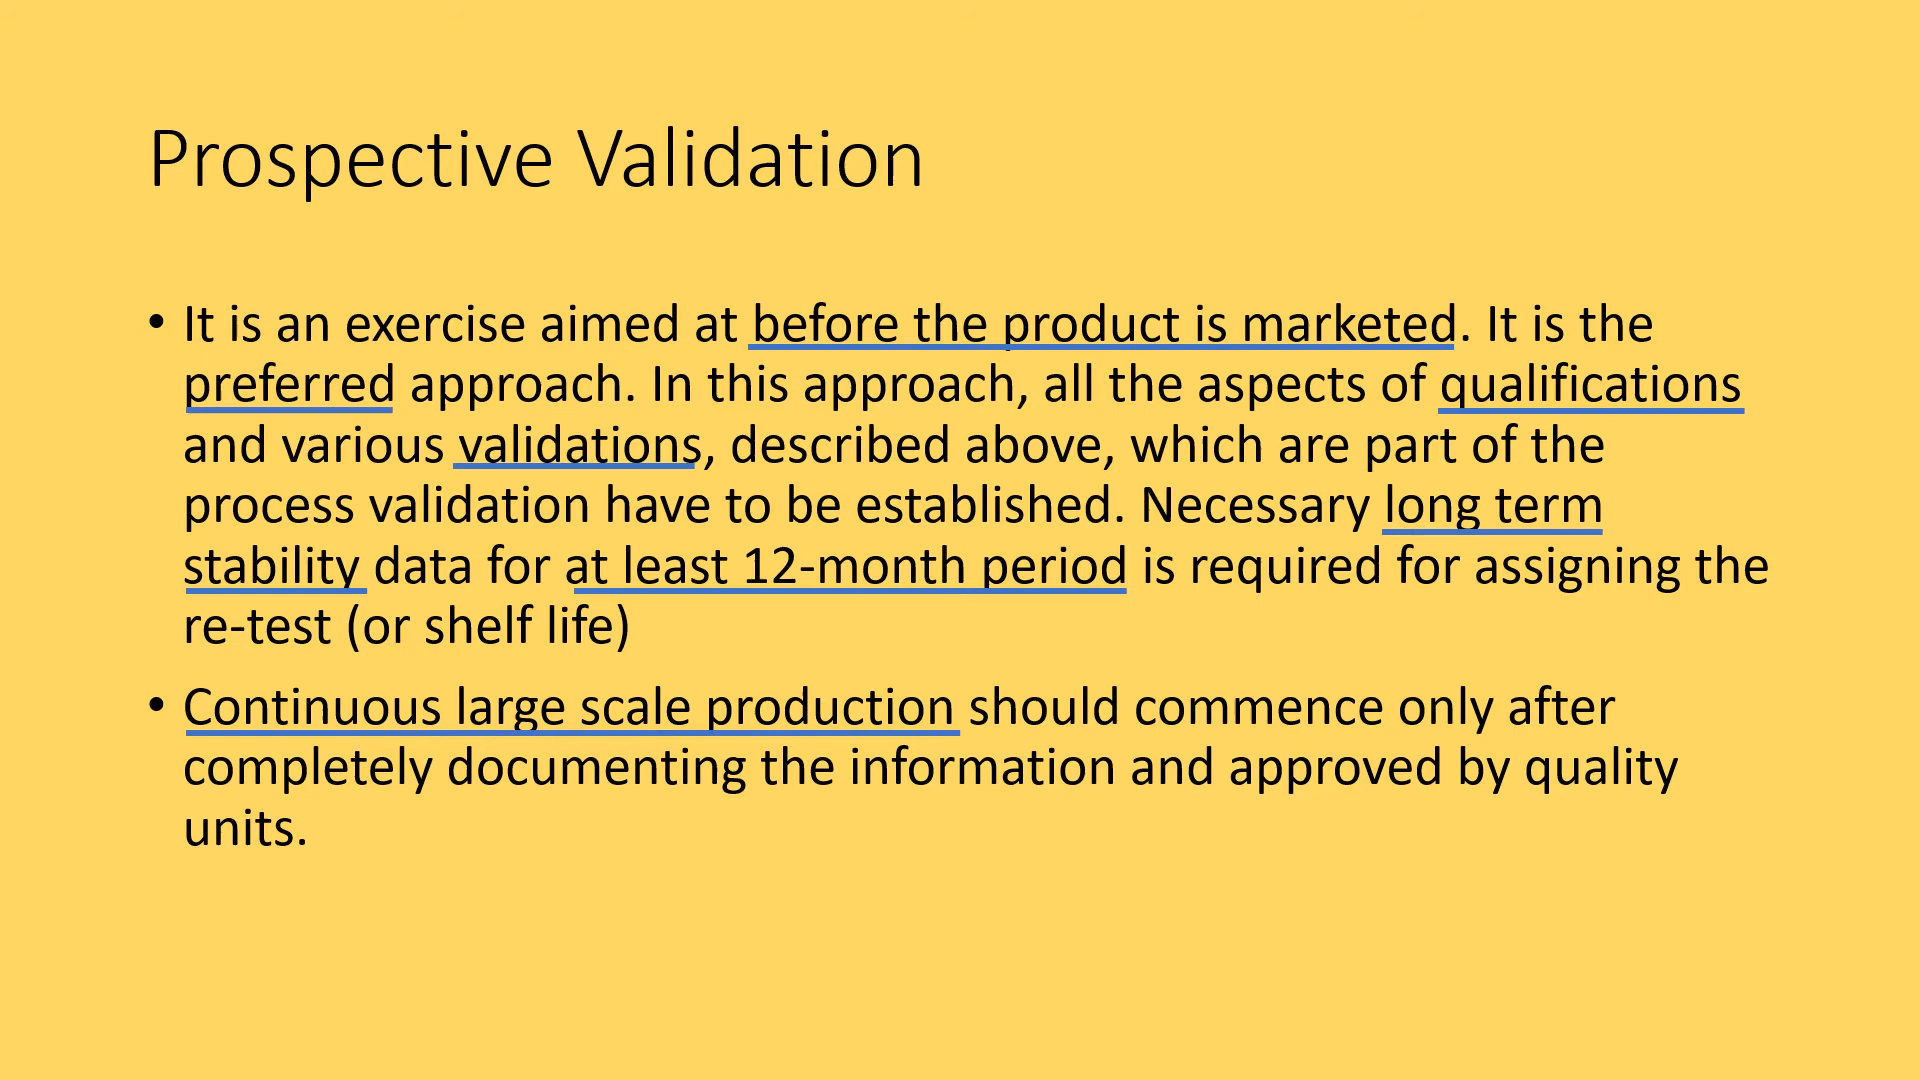 Prospective Validation
• It is an exercise aimed at before the product is marketed. It is the
preferred approach. In this approach, all the aspects of qualifications
and various validations, described above, which are part of the
process validation have to be established. Necessary long term
stability data for at least 12-month period is required for assigning the
re-test (or shelf life)
• Continuous large scale production should commence only after
completely documenting the information and approved by quality
units.